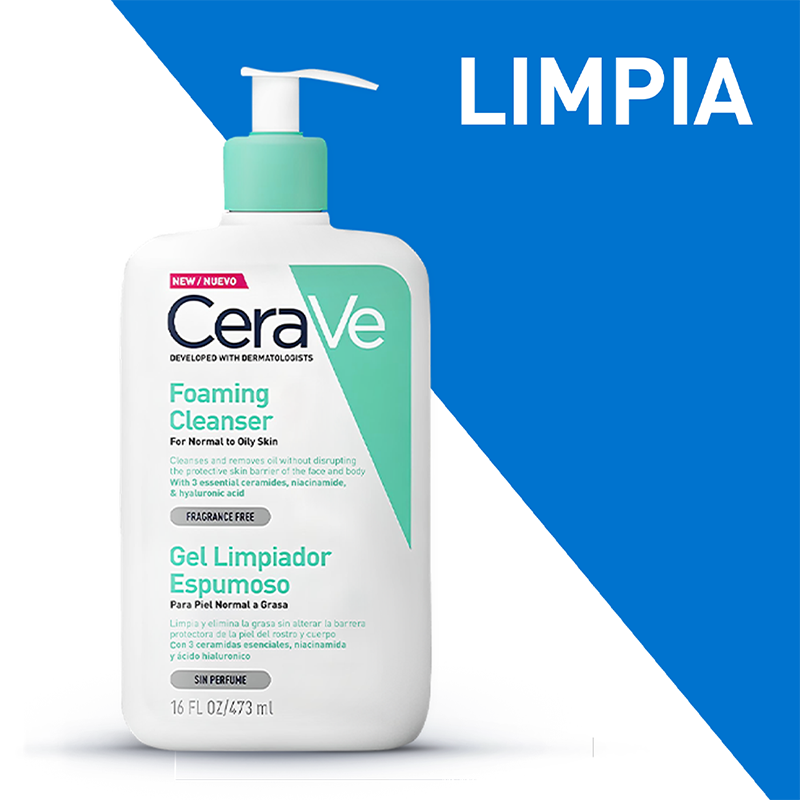 LIMPIA
NEW / NUEVO
CeraVe
DEVELOPED WITH DERMATOLOGISTS
Foaming
Cleanser
For Normal to Oily Skin
Cleanses and removes oil without disrupting
the protective skin barrier of the face and body
With 3 essential ceramides, niacinamide,
& hyaluronic acid
FRAGRANCE FREE
Gel Limpiador
Espumoso
Para Piel Normal a Grasa
Limpia y elimina la grasa sin alterar la barrera
protectora de la piel del rostro y cuerpo
Con 3 ceramidas esenciales, niacinamida
y ácido hialuronico
SIN PERFUME
16 FL OZ/473 ml